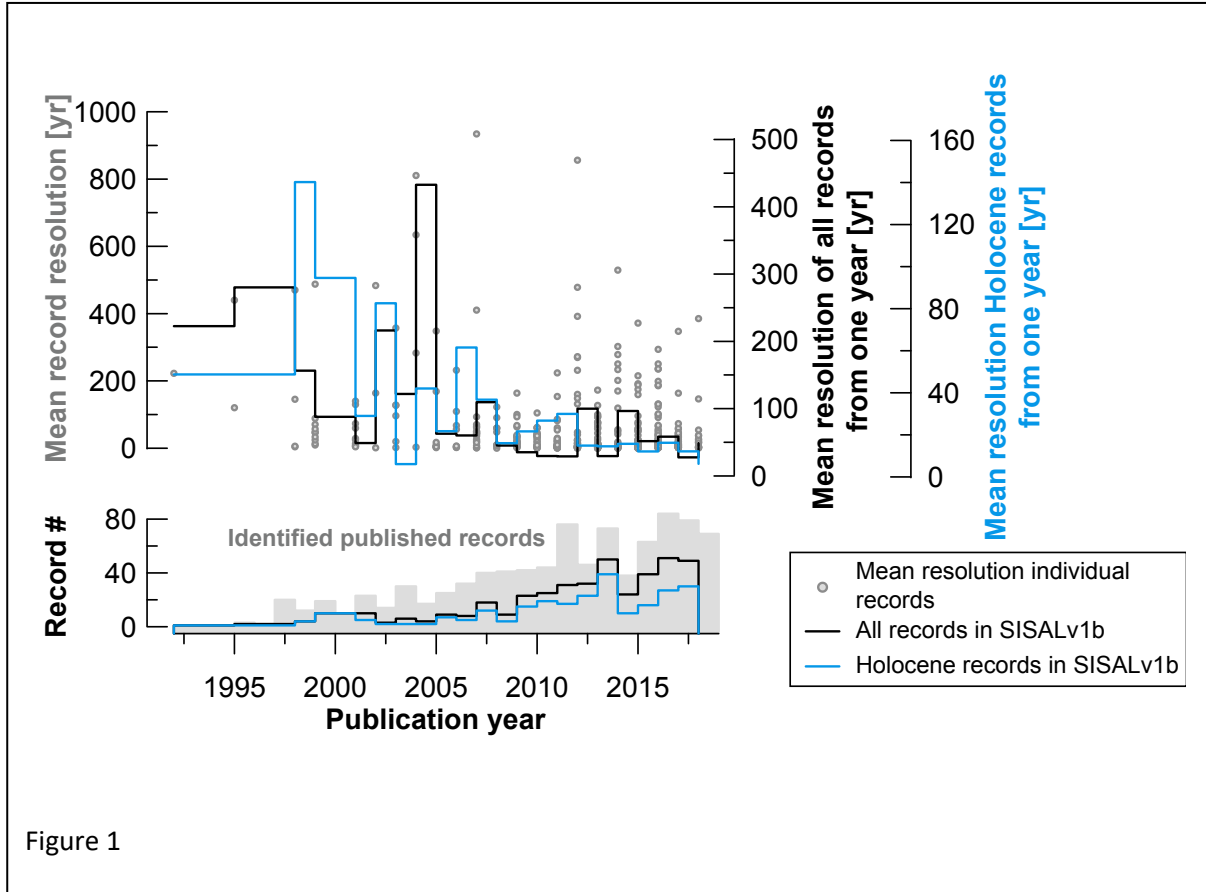 Mean record resolution [yr]
1000
800
600
400
200
0
Mean resolution of all records
from one year [yr]
500
400
300
200
100
0
Mean resolution Holocene records
from one year [yr]
160
120
80
40
0
Record #
80
40
0
Identified published records
1995 2000 2005 2010 2015
Publication year
Mean resolution individual
records
All records in SISALv1b
Holocene records in SISALv1b
Figure 1